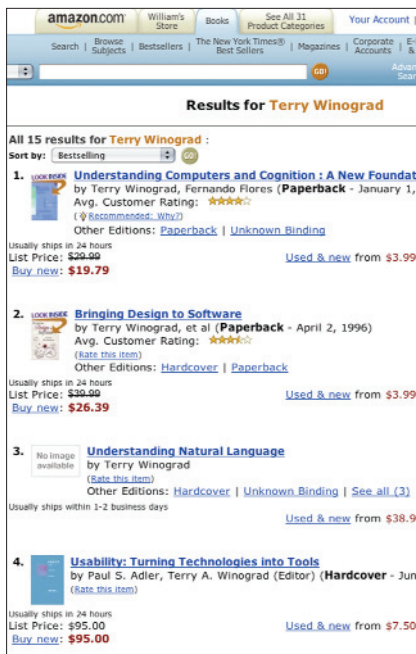 amazon.com
William's Store
Books
See All 31 Product Categories
Your Account |
Search | Browse Subjects | Bestsellers | The New York Times® Best Sellers | Magazines | Corporate Accounts |
GO!
Results for Terry Winograd
All 15 results for Terry Winograd :
Sort by: Bestselling GO!
1. LOOK INSIDE Understanding Computers and Cognition : A New Foundat
by Terry Winograd, Fernando Flores (Paperback - January 1,
Avg. Customer Rating:
(Recommended: Why?)
Other Editions: Paperback | Unknown Binding
Usually ships in 24 hours
List Price: $29.99 Used & new from $3.99
Buy new: $19.79
2. LOOK INSIDE Bringing Design to Software
by Terry Winograd, et al (Paperback - April 2, 1996)
Avg. Customer Rating:
(Rate this item)
Other Editions: Hardcover | Paperback
Usually ships in 24 hours
List Price: $39.99 Used & new from $3.99
Buy new: $26.39
3. No image available Understanding Natural Language
by Terry Winograd
(Rate this item)
Other Editions: Hardcover | Unknown Binding | See all (3)
Usually ships within 1-2 business days
Used & new from $38.9
4. Usability: Turning Technologies into Tools
by Paul S. Adler, Terry A. Winograd (Editor) (Hardcover - Jun
(Rate this item)
Usually ships in 24 hours
List Price: $95.00 Used & new from $7.50
Buy new: $95.00